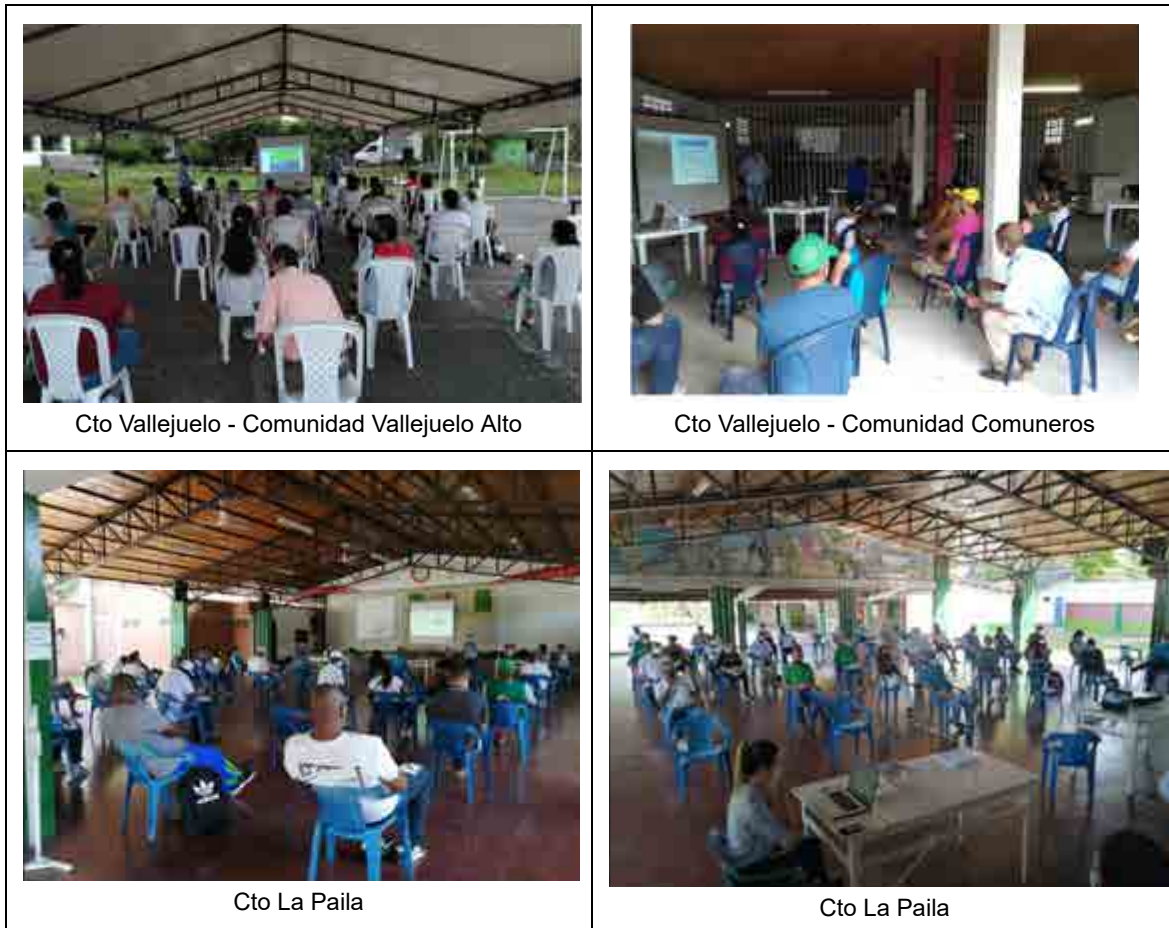 Cto Vallejuelo - Comunidad Vallejuelo Alto
Cto Vallejuelo - Comunidad Comuneros
Cto La Paila
Cto La Paila